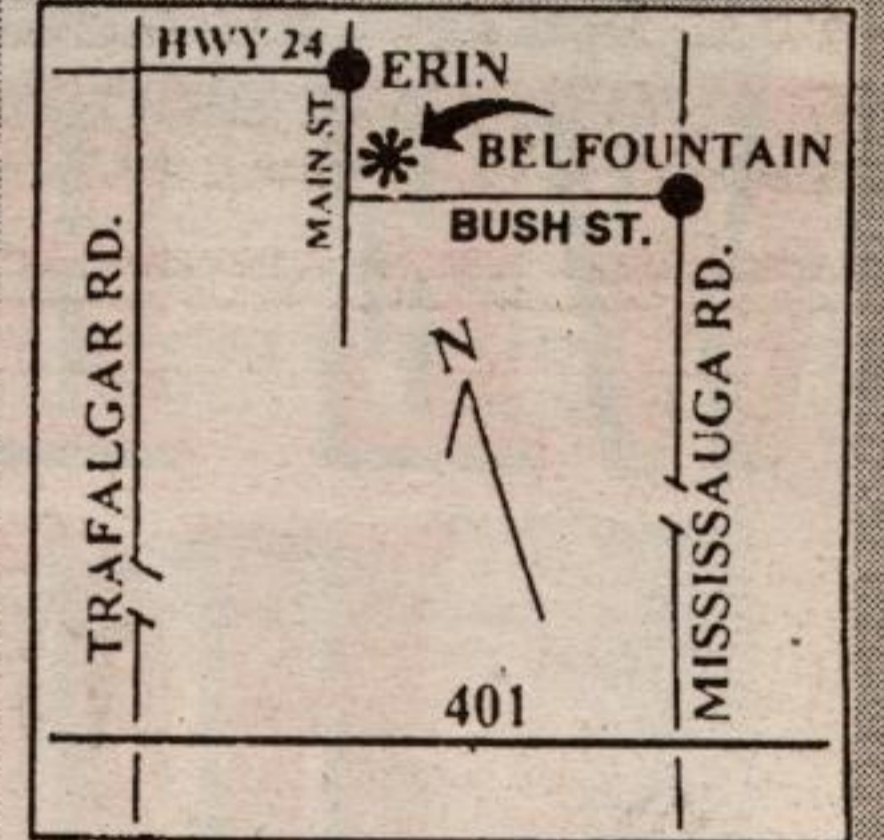 HWY 24
ERIN
MAIN ST
BELFOUNTAIN
BUSH ST.
TRAFALGAR RD.
MISSISSAUGA RD.
N
401